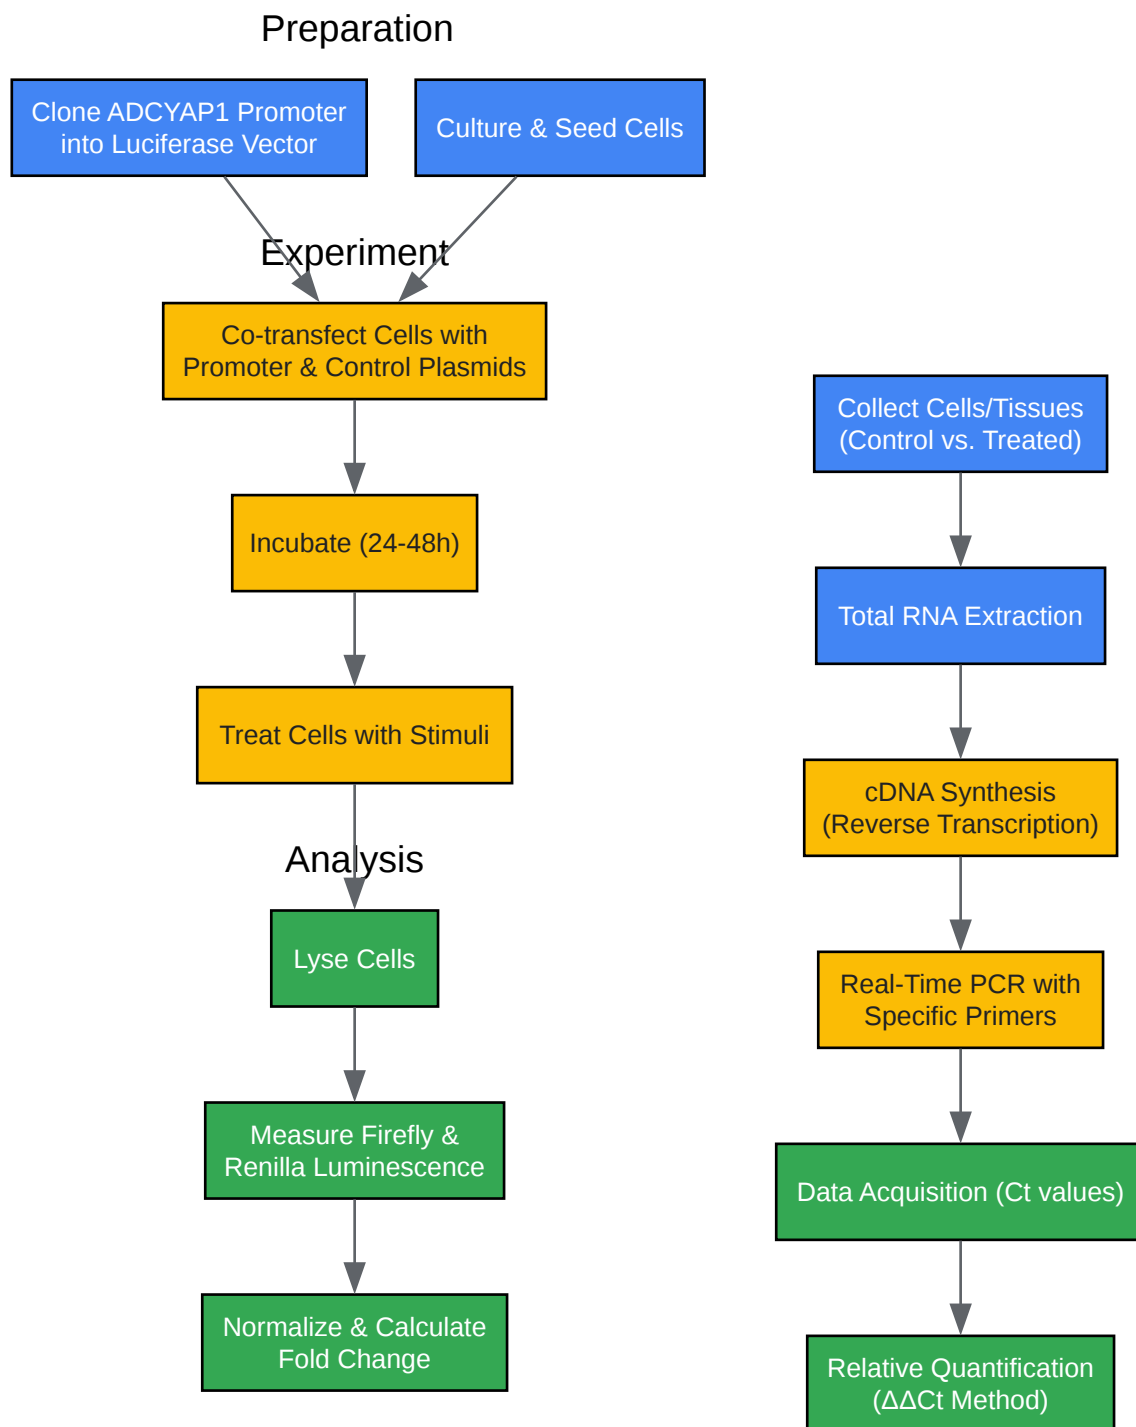 Preparation
Clone ADCYAP1 Promoter
into Luciferase Vector
Culture & Seed Cells
Experiment
Co-transfect Cells with
Promoter & Control Plasmids
Incubate (24-48h)
Treat Cells with Stimuli
Analysis
Lyse Cells
Measure Firefly &
Renilla Luminescence
Normalize & Calculate
Fold Change
Collect Cells/Tissues
(Control vs. Treated)
Total RNA Extraction
cDNA Synthesis
(Reverse Transcription)
Real-Time PCR with
Specific Primers
Data Acquisition (Ct values)
Relative Quantification
(ΔΔCt Method)